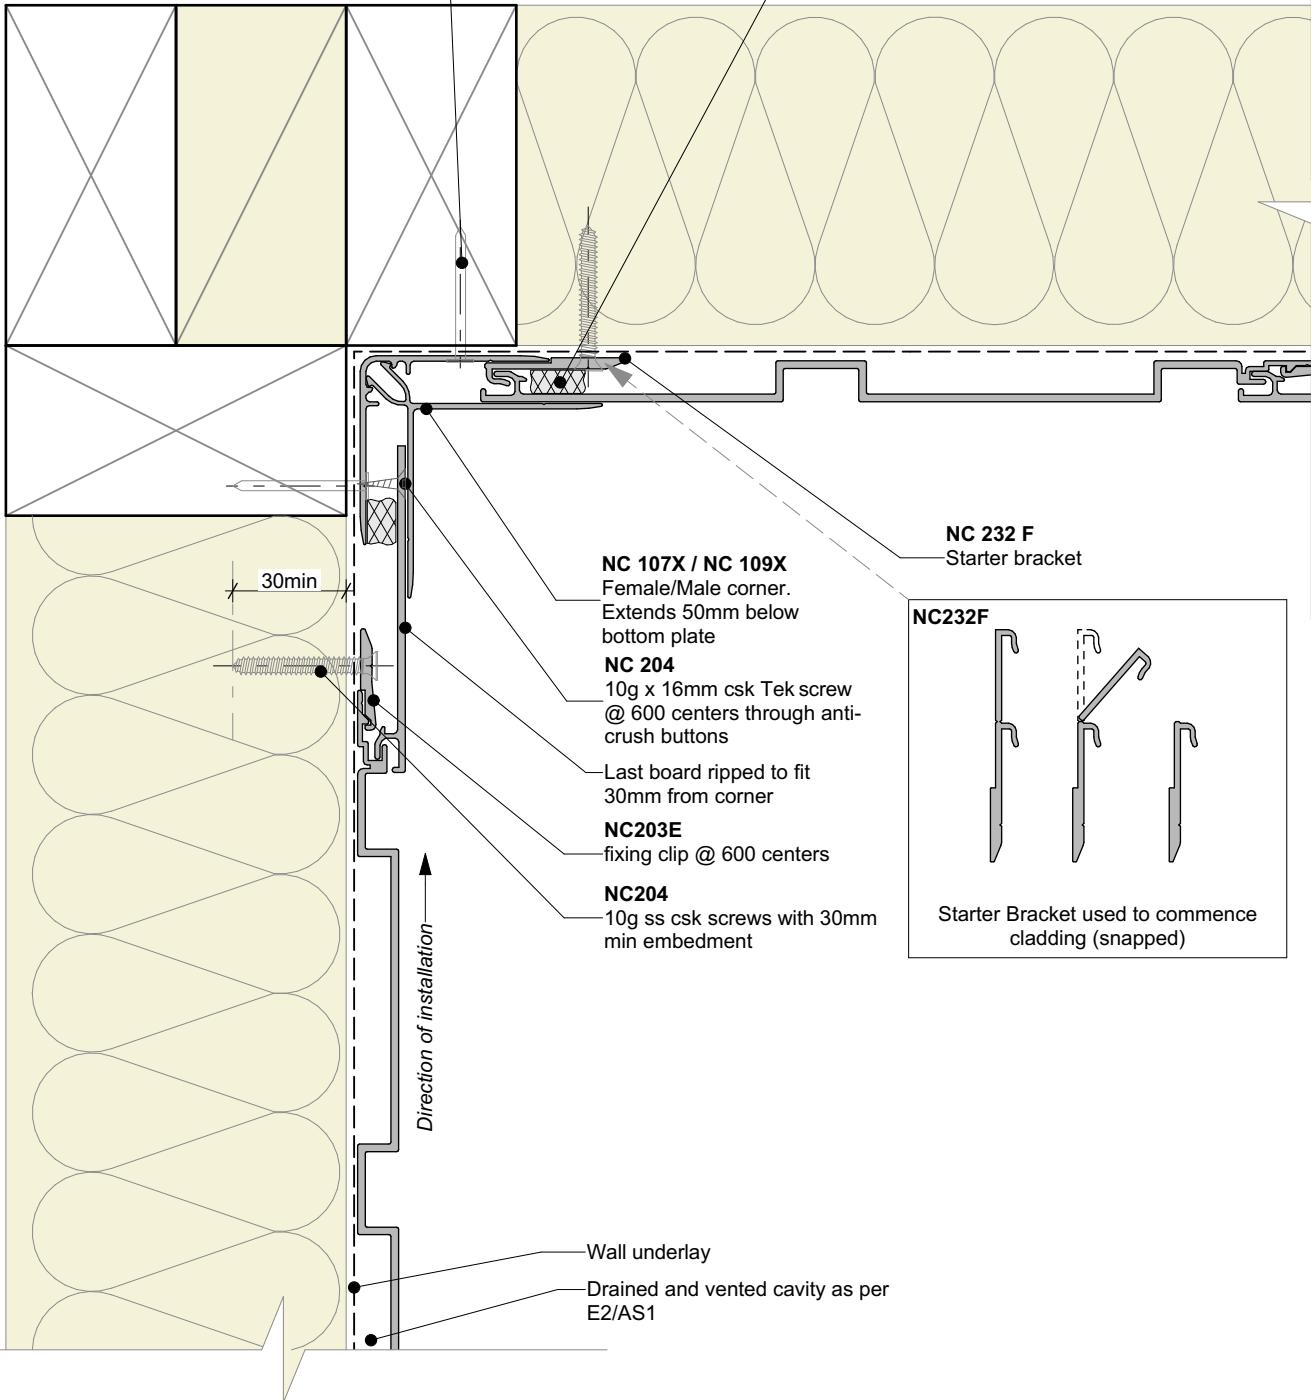 NC 232 F
Starter bracket
NC 107X / NC 109X
Female/Male corner.
Extends 50mm below
bottom plate
30min
NC232F
NC 204
10g x 16mm csk Tek screw
@ 600 centers through anti-
crush buttons
Last board ripped to fit
30mm from corner
NC203E
fixing clip @ 600 centers
NC204
10g ss csk screws with 30mm
min embedment
Starter Bracket used to commence
cladding (snapped)
Direction of installation
Wall underlay
Drained and vented cavity as per
E2/AS1